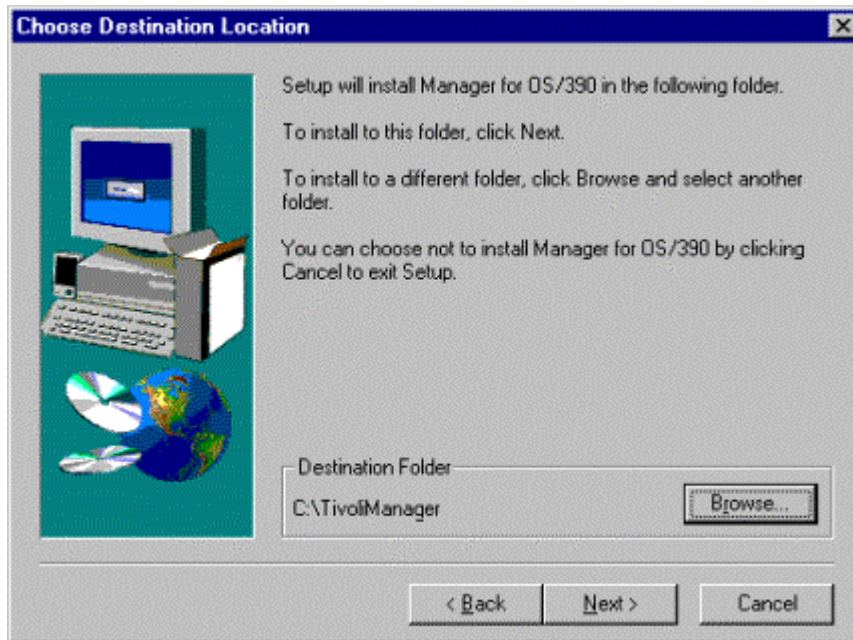 Choose Destination Location
Setup will install Manager for OS/390 in the following folder.
To install to this folder, click Next.
To install to a different folder, click Browse and select another
folder.
You can choose not to install Manager for OS/390 by clicking
Cancel to exit Setup.
Destination Folder
C:\TivoliManager
Browse...
< Back
Next >
Cancel